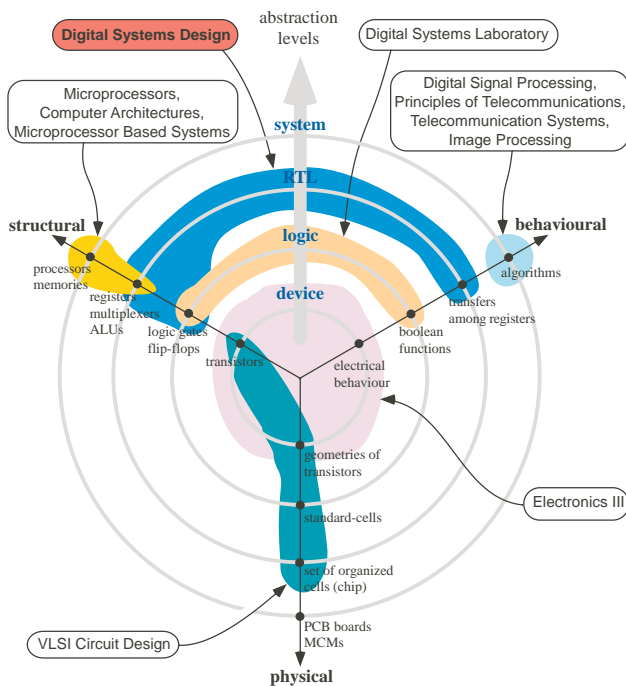 abstraction
levels
Digital Systems Design
Digital Systems Laboratory
Microprocessors,
Computer Architectures,
Microprocessor Based Systems
Digital Signal Processing,
Principles of Telecommunications,
Telecommunication Systems,
Image Processing
system
RTL
structural
behavioural
logic
processors
memories
algorithms
registers
multiplexers
ALUs
device
transfers
among registers
logic gates
flip-flops
boolean
functions
transistors
electrical
behaviour
geometries of
transistors
Electronics III
standard-cells
set of organized
cells (chip)
PCB boards
MCMs
VLSI Circuit Design
physical